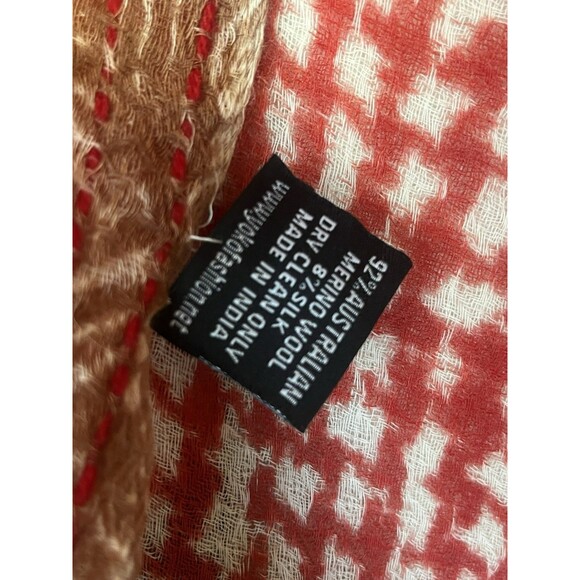 92% AUSTRALIAN
MERINO WOOL
8% SILK
DRY CLEAN ONLY
MADE IN INDIA
www.yokofashion.net